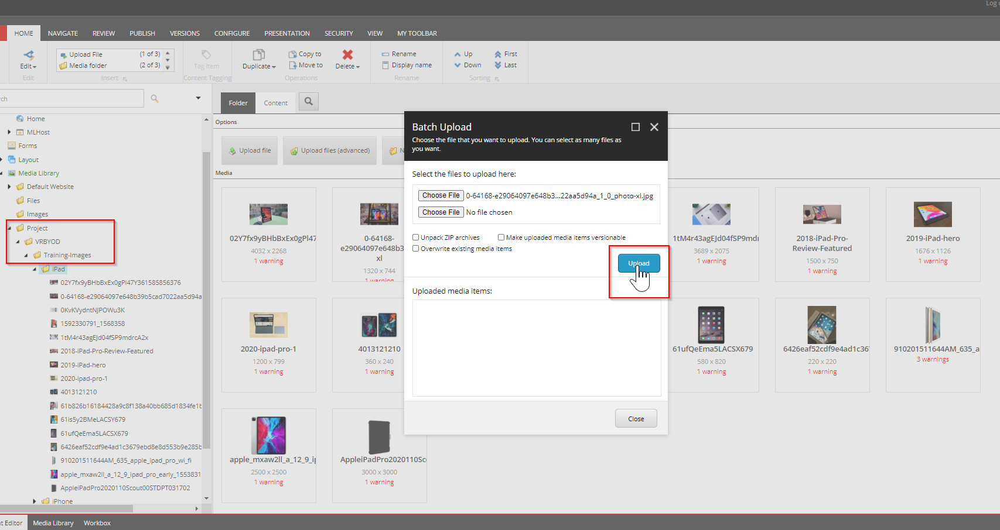 Log
HOME NAVIGATE REVIEW PUBLISH VERSIONS CONFIGURE PRESENTATION SECURITY VIEW MY TOOLBAR
Edit
Edit
Upload File (1 of 3)
Media folder (2 of 3)
Insert
Tag item
Content Tagging
Duplicate
Copy to
Move to
Delete
Operations
Rename
Display name
Rename
Up First
Down Last
Sorting
rch
Home
MLHost
Forms
Layout
Media Library
Default Website
Files
Images
Project
VRBYOD
Training-Images
iPad
02Y7fx9yBHbBxEx0gPl47Y361585856376
0-64168-e29064097e648b39b5cad7022aa5d94a
0KvKVydntNJPOWu3K
1592330791_1568358
1tM4r43agEJd04fSP9mdrcA2x
2018-iPad-Pro-Review-Featured
2019-iPad-hero
2020-ipad-pro-1
4013121210
61b826b16184428a9c8f138a40bb685d1834fe1b
61is5y2BMeLACSY679
61ufQeEma5LACSX679
6426eaf52cdf9e4ad1c3679ebd8e8d553b9e285b
910201511644AM_635_apple_ipad_pro_wi_fi
apple_mxaw2ll_a_12_9_ipad_pro_early_1553831
AppleiPadPro2020110Scout00STDPT031702
iPhone
Folder Content
Options
Upload file
Upload files (advanced)
N
Media
02Y7fx9yBHbBxEx0gPl47
4032 x 2268
1 warning
0-64168-
e29064097e648b3
xl
1320 x 744
1 warning
1tM4r43agEJd04fSP9mdr
3689 x 2075
1 warning
2018-iPad-Pro-
Review-Featured
1500 x 750
1 warning
2019-iPad-hero
1676 x 1126
1 warning
2020-ipad-pro-1
1200 x 799
1 warning
4013121210
360 x 240
1 warning
61ufQeEma5LACSX679
580 x 820
1 warning
6426eaf52cdf9e4ad1c367
220 x 220
1 warning
910201511644AM_635_a
3 warnings
apple_mxaw2ll_a_12_9_ip
2500 x 2500
1 warning
AppleiPadPro2020110Sco
3000 x 3000
1 warning
Batch Upload
Choose the file that you want to upload. You can select as many files as
you want.
Select the files to upload here:
Choose File 0-64168-e29064097e648b3...22aa5d94a_1_0_photo-xl.jpg
Choose File No file chosen
Unpack ZIP archives Make uploaded media items versionable
Overwrite existing media items
Upload
Uploaded media items:
Close
t Editor Media Library Workbox